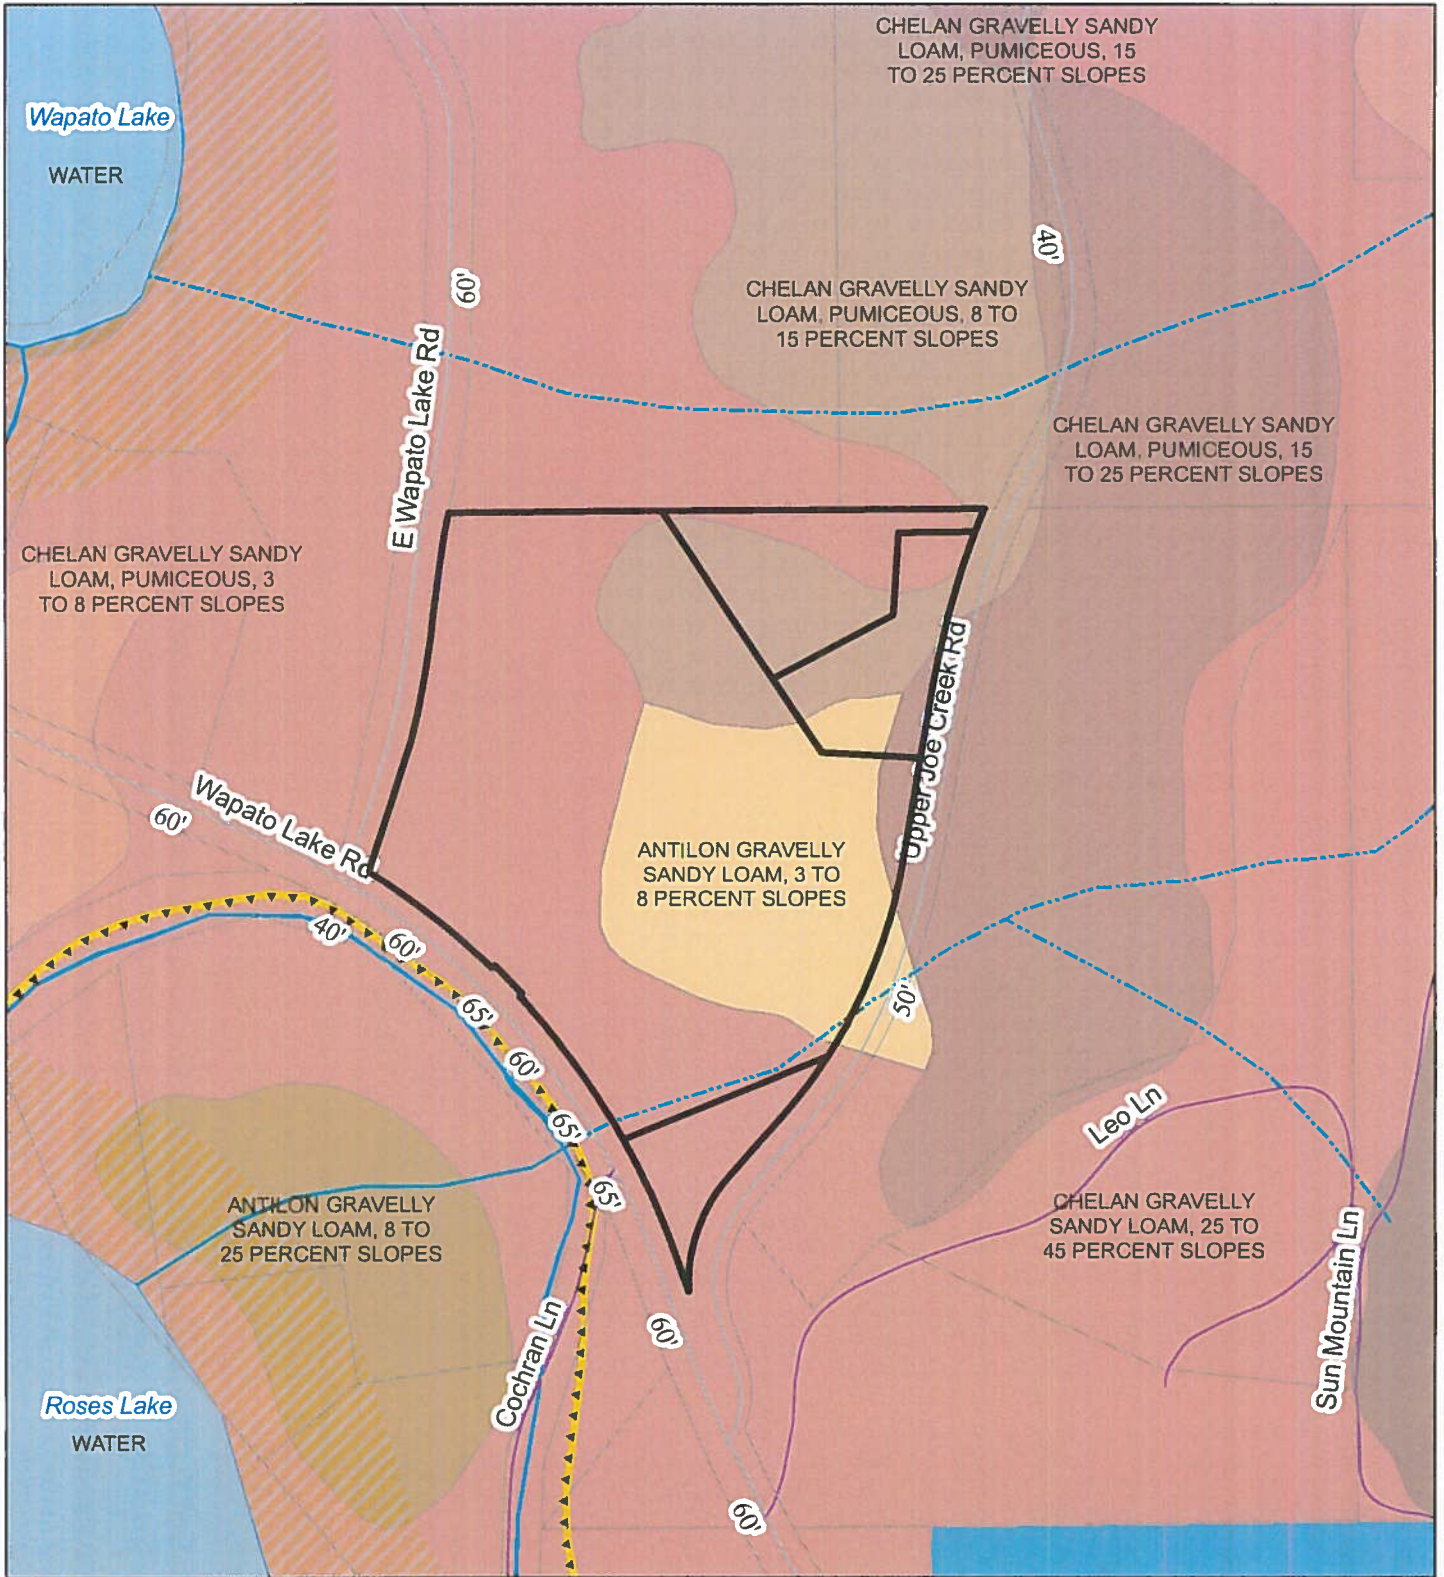 CHELAN GRAVELLY SANDY
LOAM, PUMICEOUS, 15
TO 25 PERCENT SLOPES
Wapato Lake
WATER
40'
60'
CHELAN GRAVELLY SANDY
LOAM, PUMICEOUS, 8 TO
15 PERCENT SLOPES
E Wapato Lake Rd
CHELAN GRAVELLY SANDY
LOAM, PUMICEOUS, 15
TO 25 PERCENT SLOPES
CHELAN GRAVELLY SANDY
LOAM, PUMICEOUS, 3
TO 8 PERCENT SLOPES
Upper Joe Creek Rd
Wapato Lake Rd
60'
ANTILON GRAVELLY
SANDY LOAM, 3 TO
8 PERCENT SLOPES
40'
60'
65'
50'
60'
65'
Leo Ln
65'
ANTILON GRAVELLY
SANDY LOAM, 8 TO
25 PERCENT SLOPES
CHELAN GRAVELLY
SANDY LOAM, 25 TO
45 PERCENT SLOPES
Sun Mountain Ln
60'
Cochran Ln
Roses Lake
WATER
60'